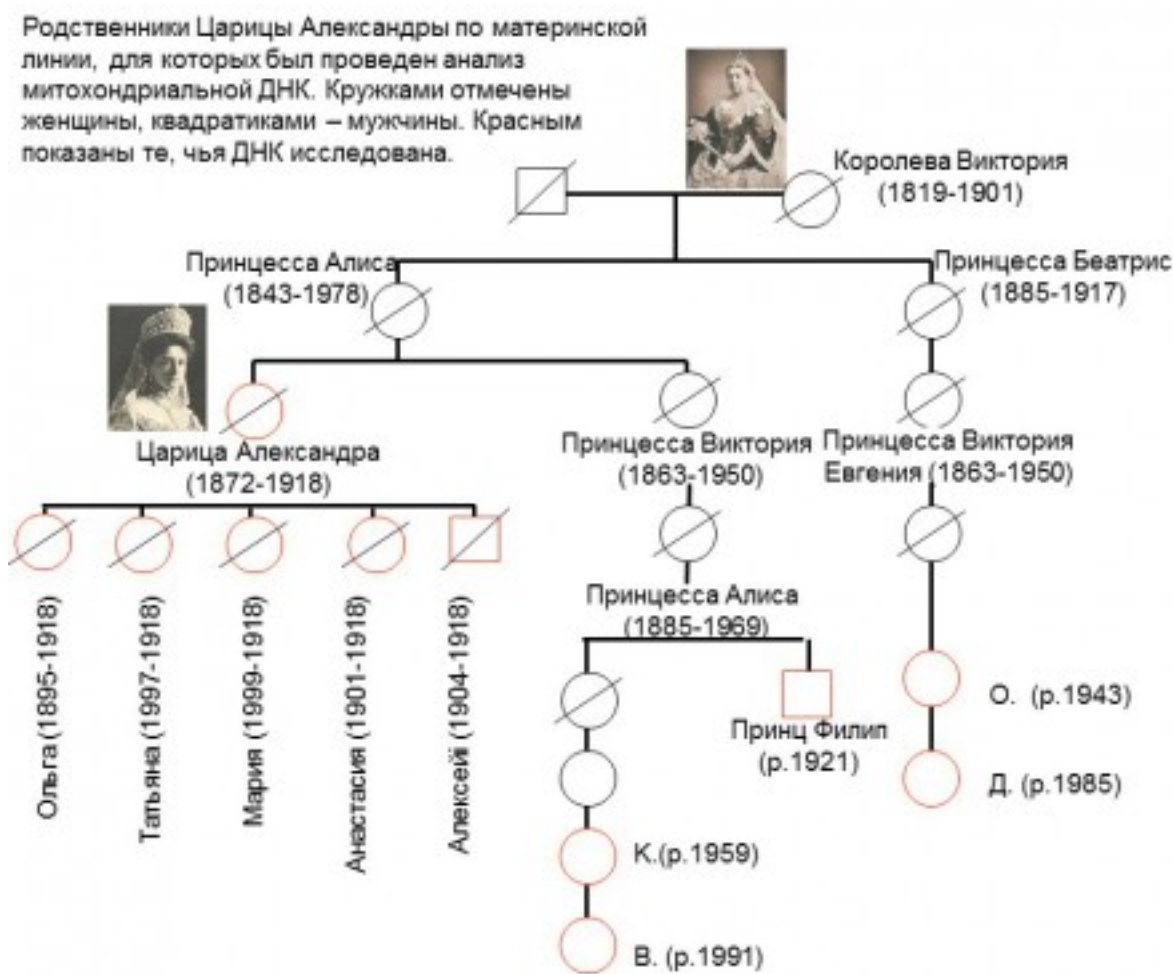 Родственники Царицы Александры по материнской
линии, для которых был проведен анализ
митохондриальной ДНК. Кружками отмечены
женщины, квадратиками – мужчины. Красным
показаны те, чья ДНК исследована.
Королева Виктория
(1819-1901)
Принцесса Алиса
(1843-1978)
Принцесса Беатрис
(1885-1917)
Царица Александра
(1872-1918)
Принцесса Виктория
(1863-1950)
Принцесса Виктория
Евгения (1863-1950)
Ольга (1895-1918)
Татьяна (1997-1918)
Мария (1999-1918)
Анастасия (1901-1918)
Алексей (1904-1918)
Принцесса Алиса
(1885-1969)
Принц Филип
(р.1921)
О. (р.1943)
Д. (р.1985)
К.(р.1959)
В. (р.1991)